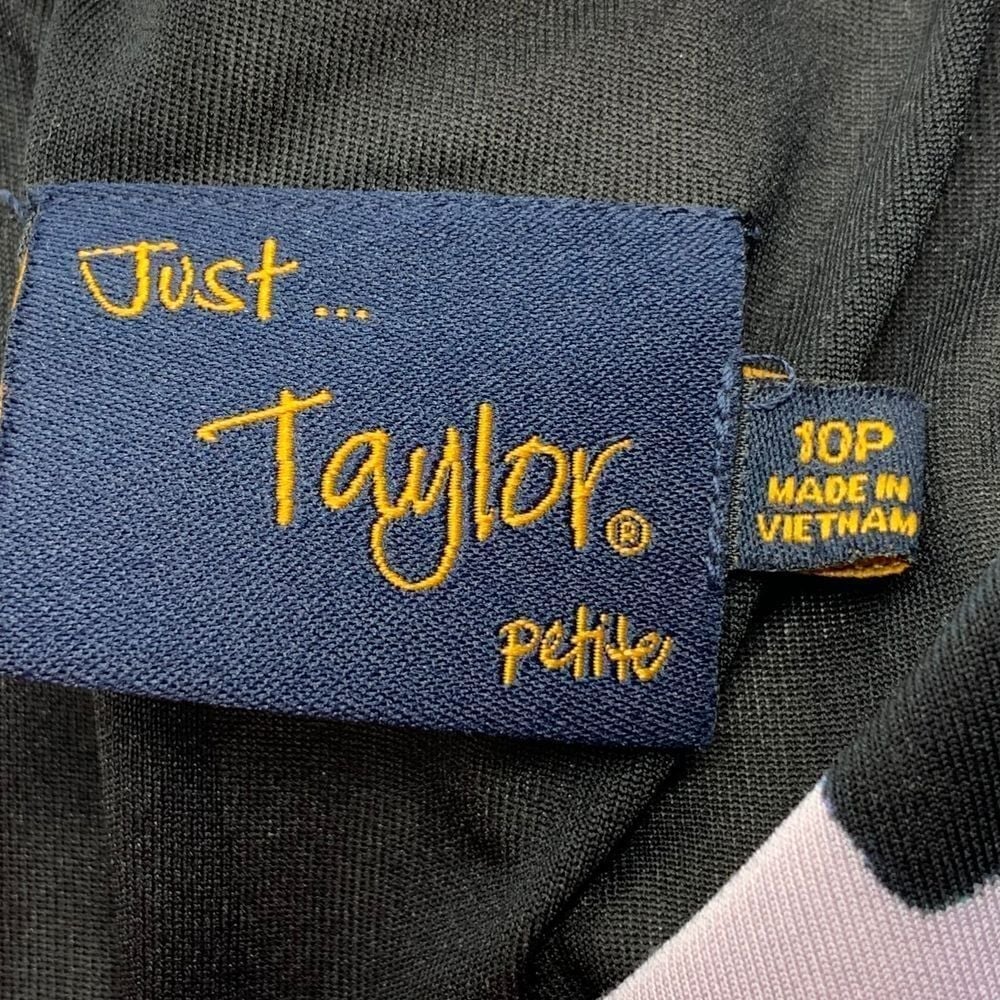 Just ...
Taylor®
petite
10P
MADE IN
VIETNAM